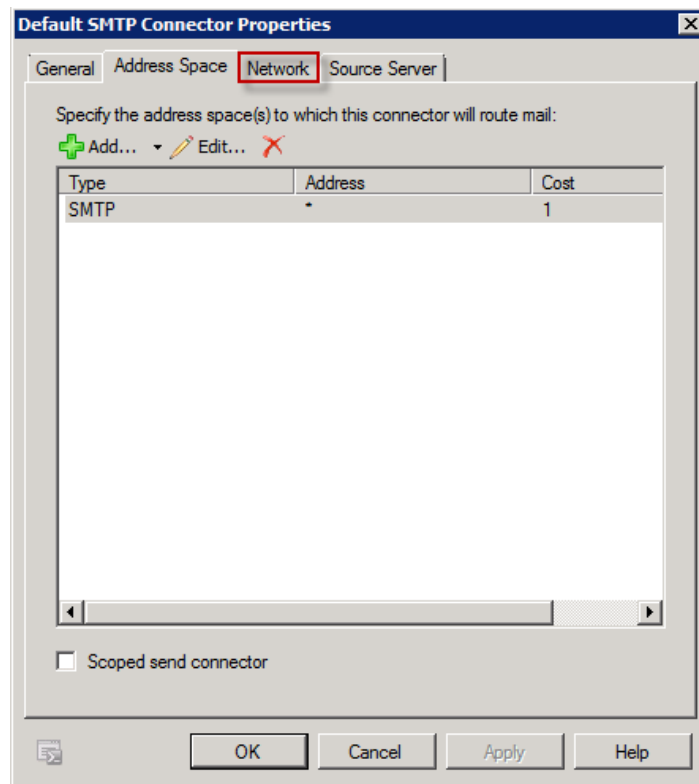 Default SMTP Connector Properties
General Address Space Network Source Server
Specify the address space(s) to which this connector will route mail:
Add... Edit...
Type Address Cost
SMTP * 1
Scoped send connector
OK Cancel Apply Help